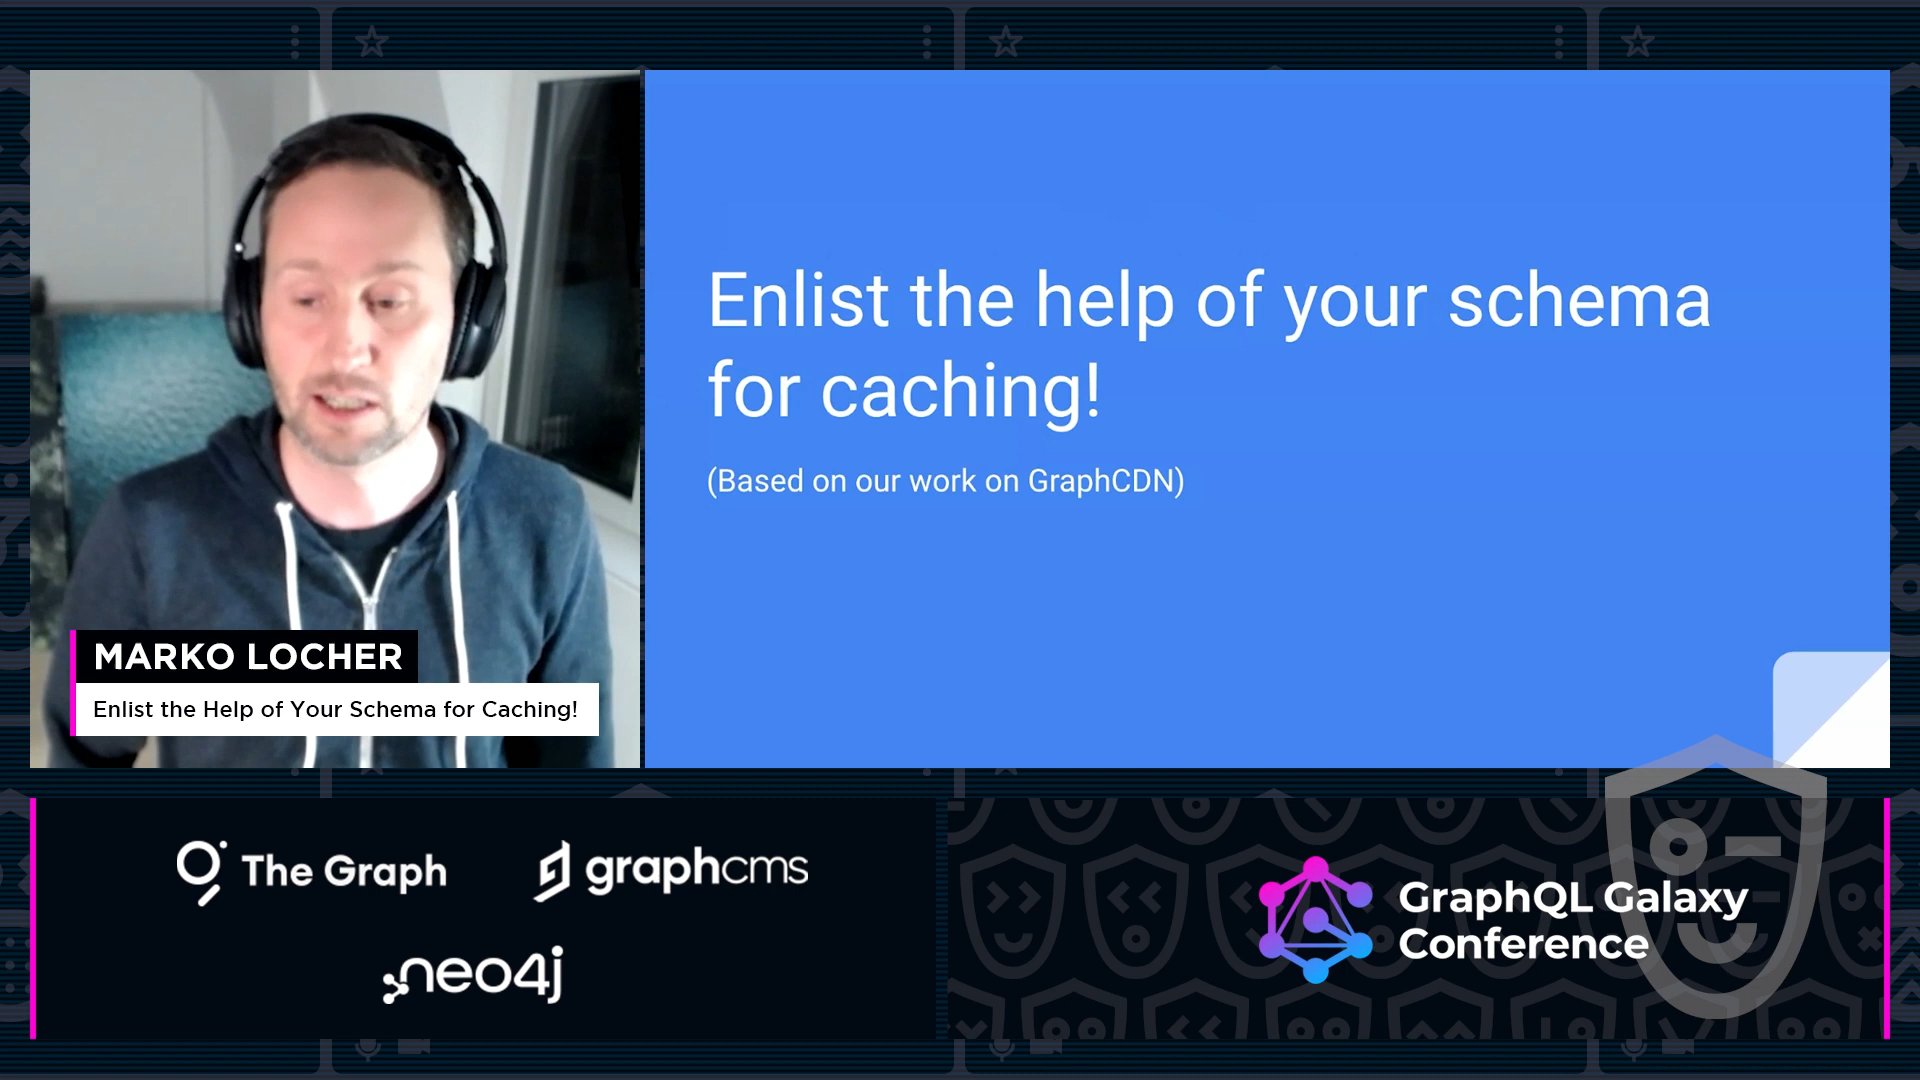 Enlist the help of your schema
for caching!
(Based on our work on GraphCDN)
MARKO LOCHER
Enlist the Help of Your Schema for Caching!
The Graph
graphcms
neo4j
GraphQL Galaxy
Conference